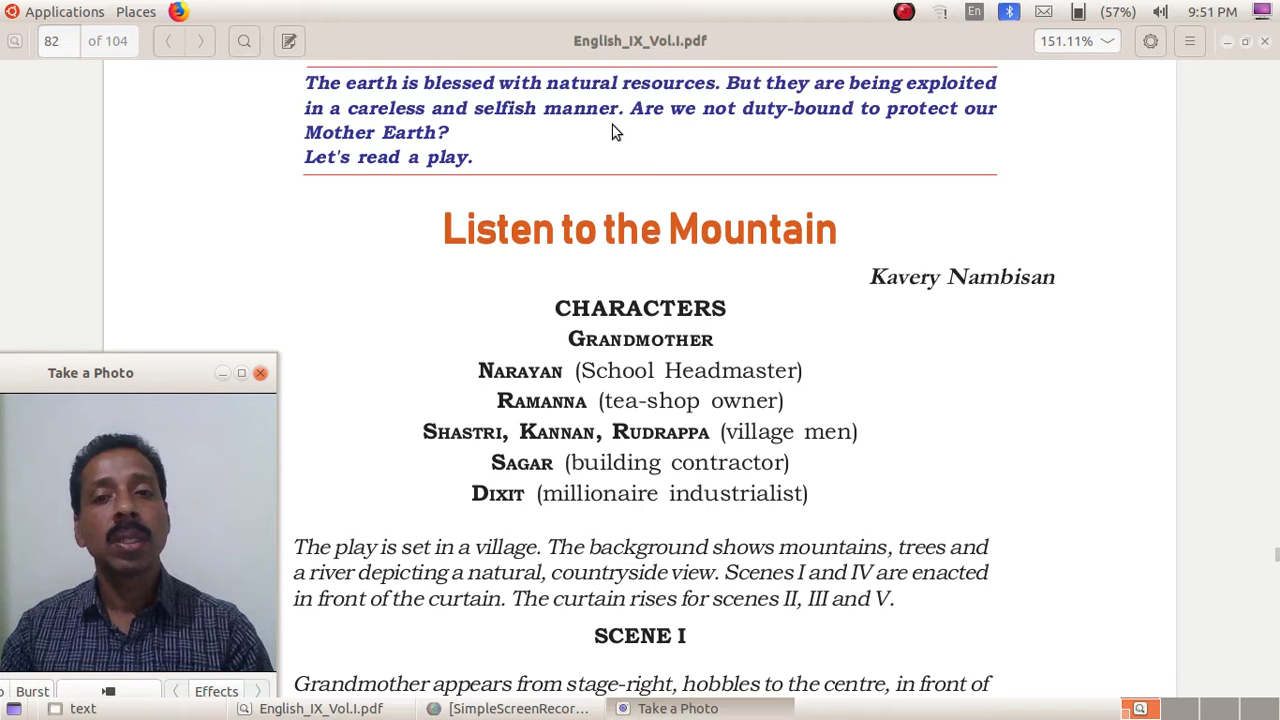 Applications Places En (57%) 9:51 PM
82 of 104 English_IX_Vol.I.pdf 151.11%
The earth is blessed with natural resources. But they are being exploited
in a careless and selfish manner. Are we not duty-bound to protect our
Mother Earth?
Let's read a play.
Listen to the Mountain
Kavery Nambisan
CHARACTERS
GRANDMOTHER
NARAYAN (School Headmaster)
RAMANNA (tea-shop owner)
SHASTRI, KANNAN, RUDRAPPA (village men)
SAGAR (building contractor)
DIXIT (millionaire industrialist)
The play is set in a village. The background shows mountains, trees and
a river depicting a natural, countryside view. Scenes I and IV are enacted
in front of the curtain. The curtain rises for scenes II, III and V.
SCENE I
Grandmother appears from stage-right, hobbles to the centre, in front of
Take a Photo
Burst Effects
text English_IX_Vol.I.pdf [SimpleScreenRecor... Take a Photo